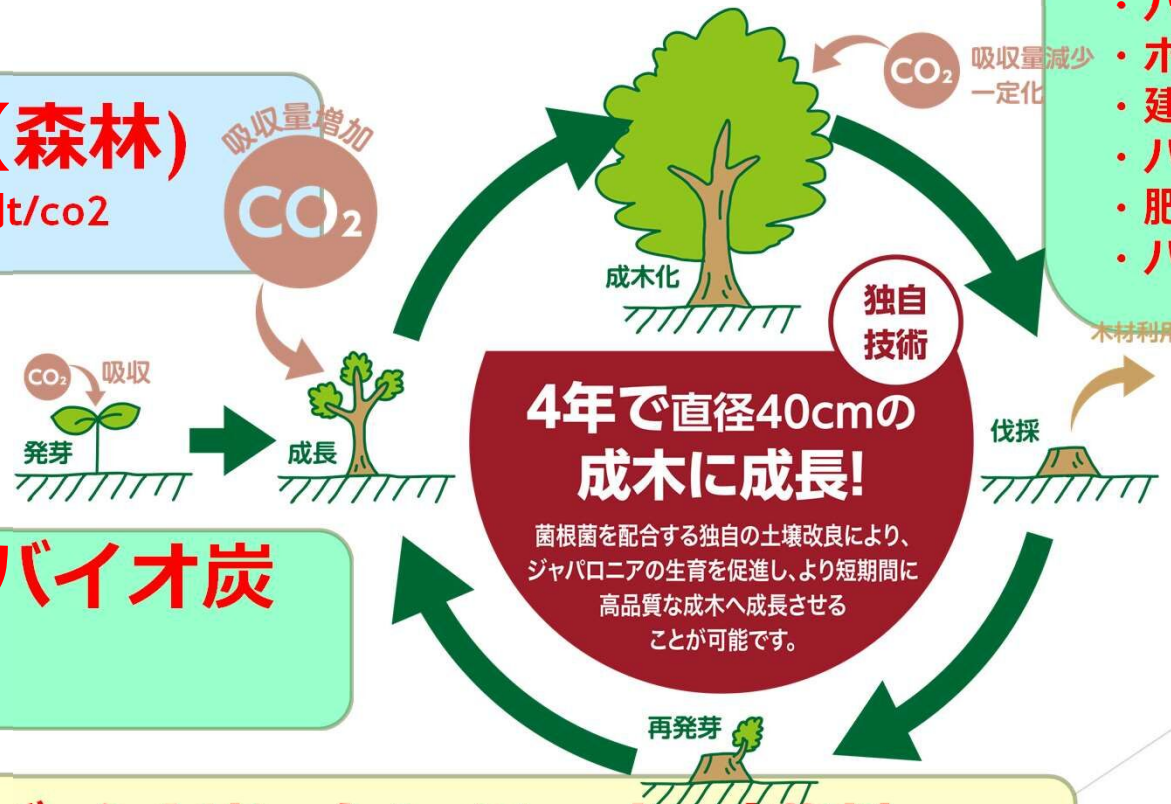 (森林)
t/co2
吸収量増加
CO₂
CO₂
吸収量減少
一定化
・ホ
・建
・肥
木材利用
成木化
独自
技術
CO₂
吸収
発芽
成長
4年で直径40cmの
成木に成長!
菌根菌を配合する独自の土壌改良により、
ジャパロニアの生育を促進し、より短期間に
高品質な成木へ成長させる
ことが可能です。
伐採
バイオ炭
再発芽